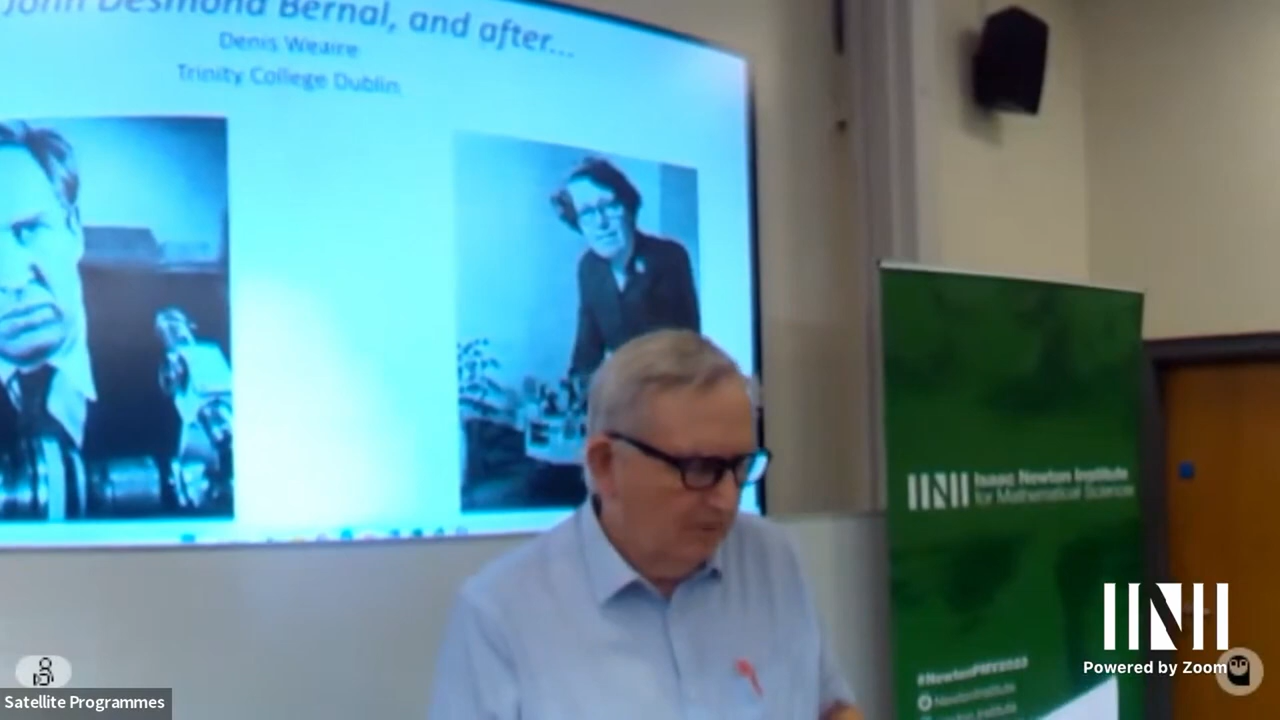 John Desmond Bernal, and after...
Denis Weaire
Trinity College Dublin
Isaac Newton Institute
for Mathematical Sciences
NewtonInstitute
Powered by Zoom
Satellite Programmes